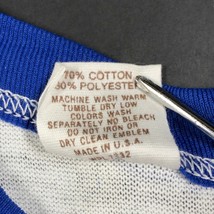 70% COTTON
30% POLYESTER
MACHINE WASH WARM
TUMBLE DRY LOW
COLORS WASH
SEPARATELY NO BLEACH
OR DO NOT IRON OR
DRY CLEAN EMBLEM
MADE IN U.S.A.